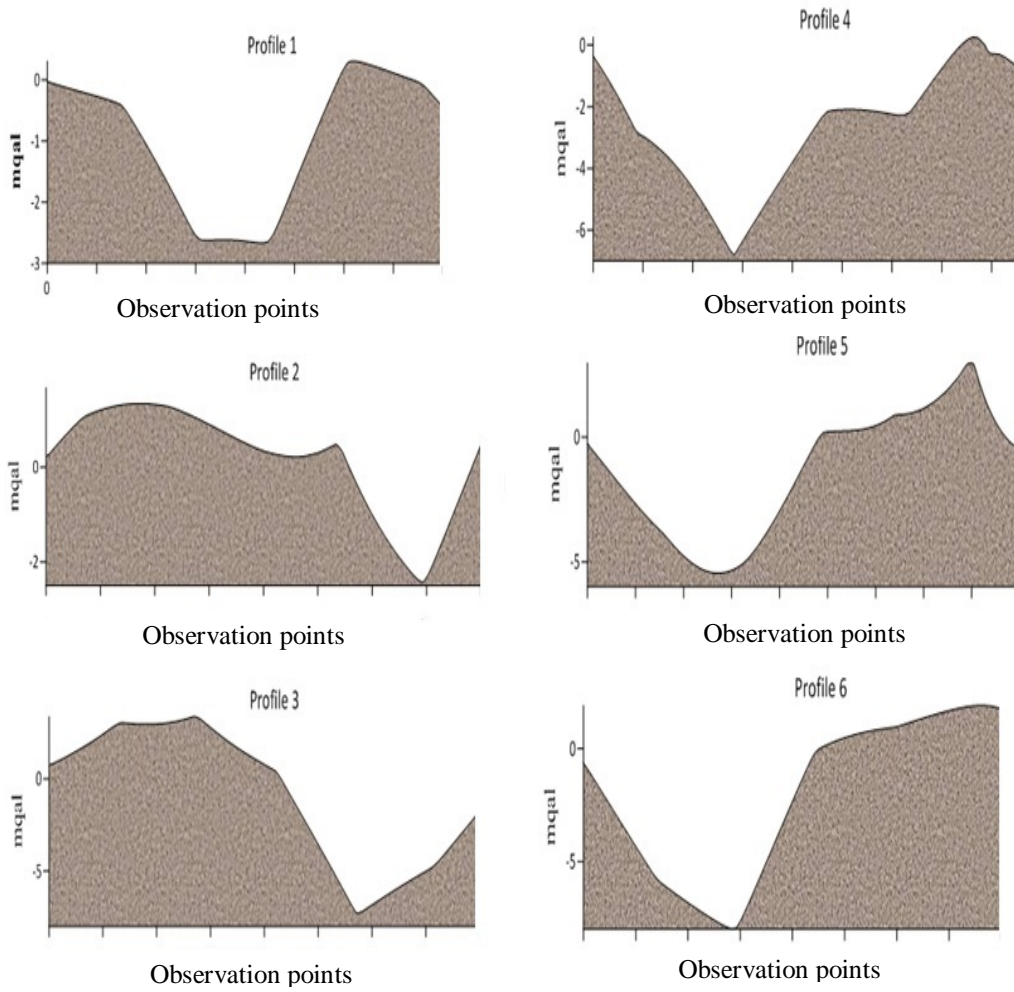 Profile 1
0
-1
-2
-3
mqal
0
Observation points
Profile 4
0
-2
-4
-6
mqal
Observation points
Profile 2
0
-2
mqal
Observation points
Profile 5
0
-5
mqal
Observation points
Profile 3
0
-5
mqal
Observation points
Profile 6
0
-5
mqal
Observation points